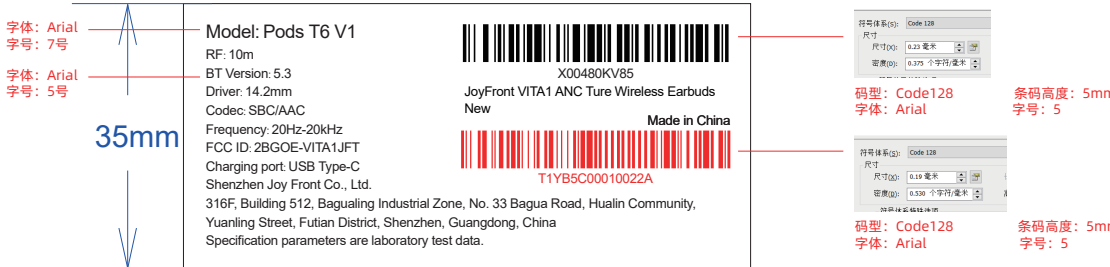 字体：Arial
字号：7号
字体：Arial
字号：5号
35mm
Model: Pods T6 V1
RF: 10m
BT Version: 5.3
Driver: 14.2mm
Codec: SBC/AAC
Frequency: 20Hz-20kHz
FCC ID: 2BGOE-VITA1JFT
Charging port: USB Type-C
Shenzhen Joy Front Co., Ltd.
316F, Building 512, Bagualing Industrial Zone, No. 33 Bagua Road, Hualin Community,
Yuanling Street, Futian District, Shenzhen, Guangdong, China
Specification parameters are laboratory test data.
X00480KV85
JoyFront VITA1 ANC Ture Wireless Earbuds
New
Made in China
T1YB5C00010022A
符号体系(S): Code 128
尺寸
尺寸(X): 0.23 毫米
密度(D): 0.375 个字符/毫米
码型：Code128 条码高度：5mm
字体：Arial 字号：5
符号体系(S): Code 128
尺寸
尺寸(X): 0.19 毫米
密度(D): 0.530 个字符/毫米
码型：Code128 条码高度：5mm
字体：Arial 字号：5